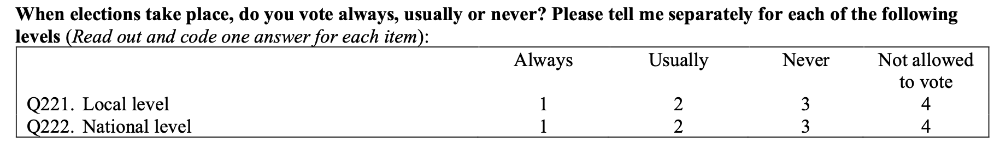 When elections take place, do you vote always, usually or never? Please tell me separately for each of the following
levels (Read out and code one answer for each item):
Always Usually Never Not allowed
to vote
Q221. Local level 1 2 3 4
Q222. National level 1 2 3 4